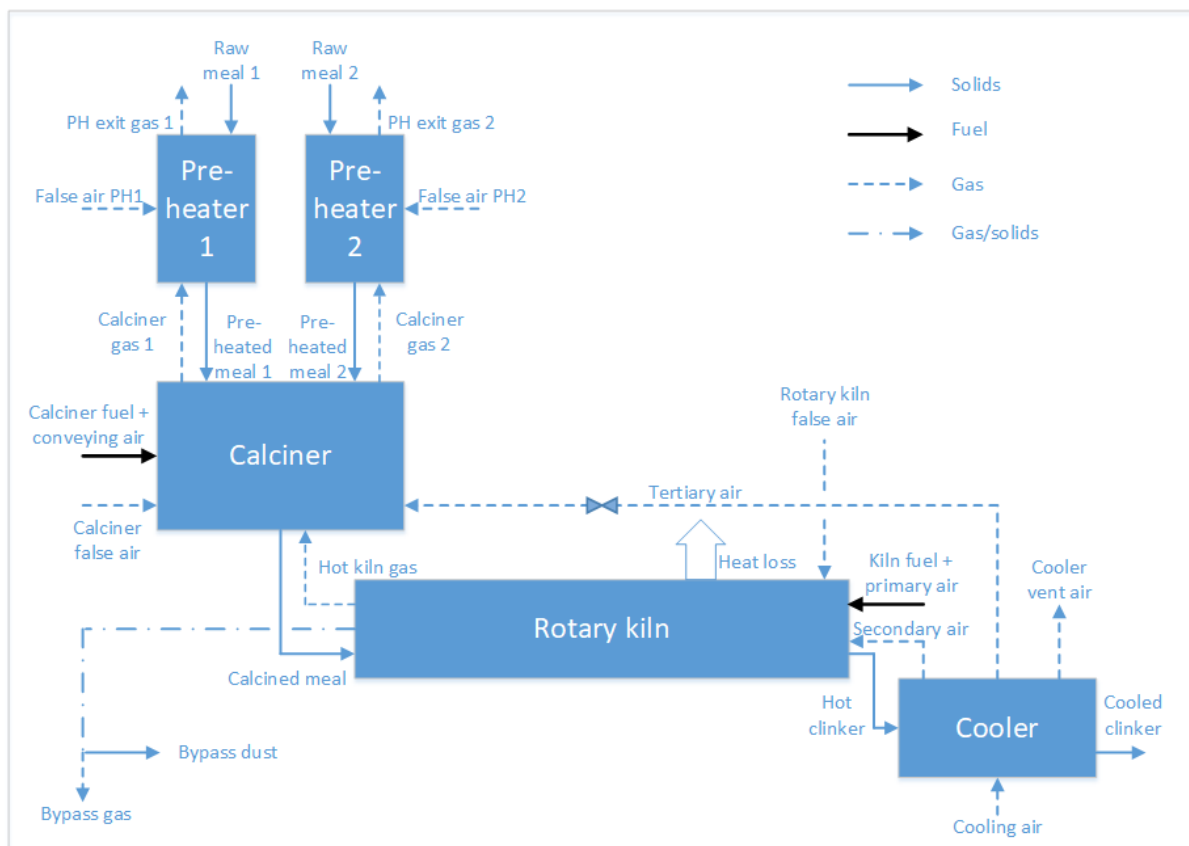 Raw
meal 1
Raw
meal 2
PH exit gas 1
PH exit gas 2
Solids
Fuel
Gas
Gas/solids
Pre-
heater
1
Pre-
heater
2
False air PH1
False air PH2
Calciner
gas 1
Pre-
heated
meal 1
Pre-
heated
meal 2
Calciner
gas 2
Calciner fuel +
conveying air
Calciner
Rotary kiln
false air
Tertiary air
Calciner
false air
Hot kiln gas
Heat loss
Kiln fuel +
primary air
Cooler
vent air
Rotary kiln
Secondary air
Calcined meal
Hot
clinker
Cooler
Cooled
clinker
Bypass dust
Bypass gas
Cooling air